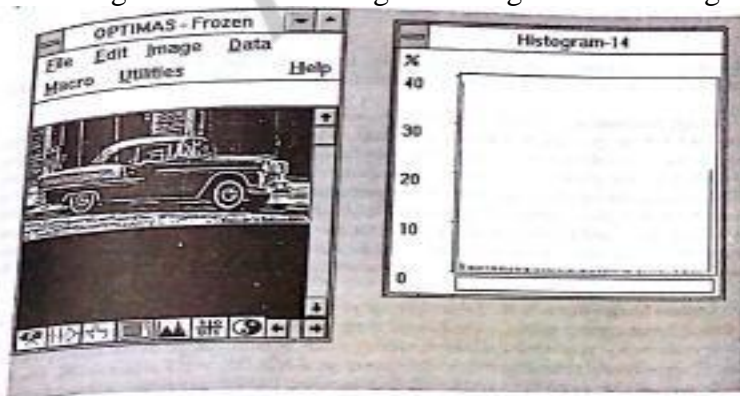 OPTIMAS - Frozen
File Edit Image Data
Macro Utilities Help
Histogram-14
%
40
30
20
10
0